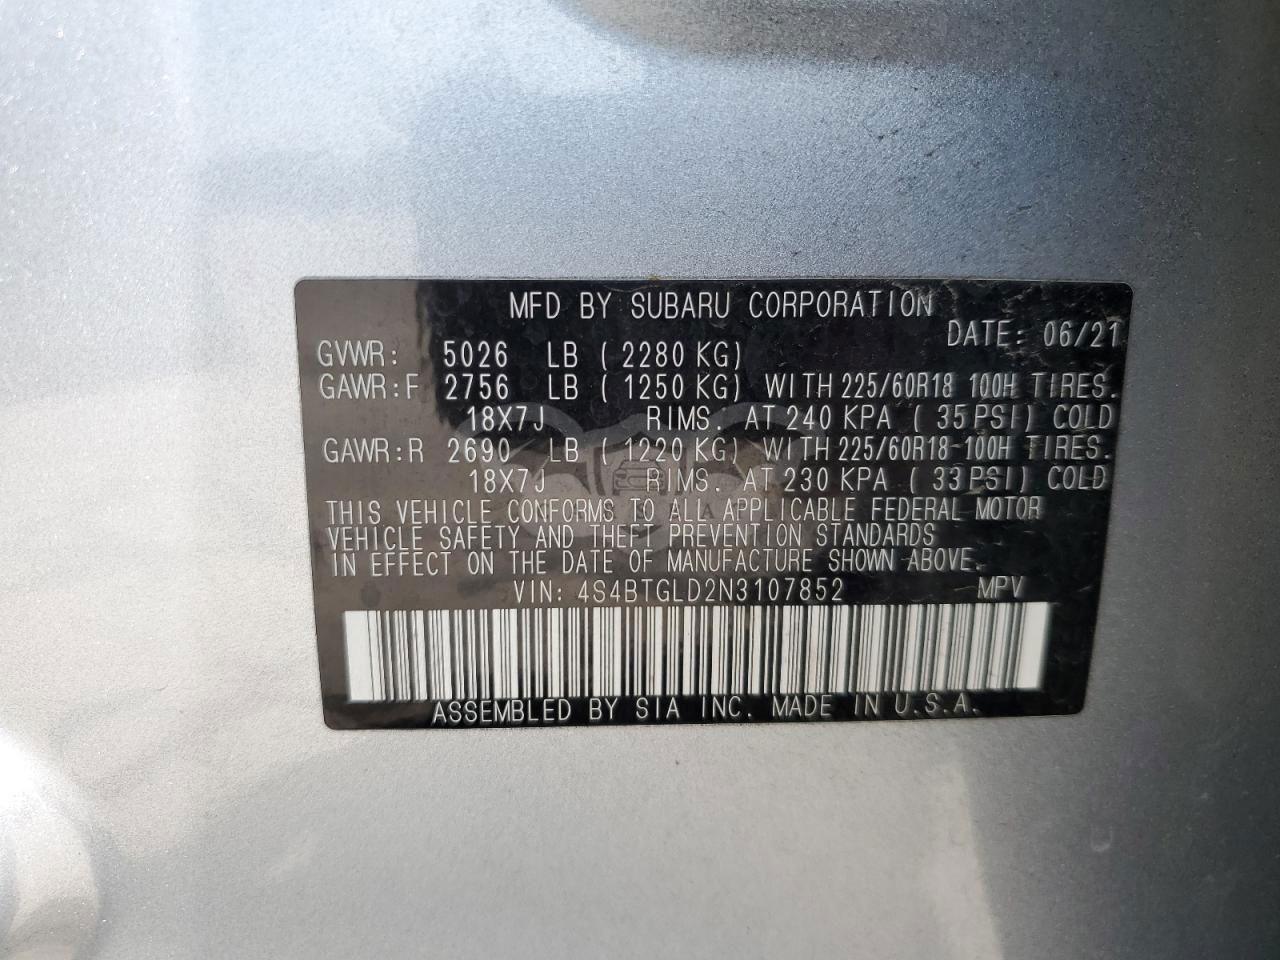 MFD BY SUBARU CORPORATION
DATE: 06/21
GVWR: 5026 LB ( 2280 KG)
GAWR:F 2756 LB ( 1250 KG) WITH 225/60R18 100H TIRES.
18X7J RIMS. AT 240 KPA ( 35 PSI) COLD
GAWR:R 2690 LB ( 1220 KG) WITH 225/60R18 100H TIRES.
18X7J RIMS. AT 230 KPA ( 33 PSI) COLD
THIS VEHICLE CONFORMS TO ALL APPLICABLE FEDERAL MOTOR
VEHICLE SAFETY AND THEFT PREVENTION STANDARDS
IN EFFECT ON THE DATE OF MANUFACTURE SHOWN ABOVE.
VIN: 4S4BTGLD2N3107852 MPV
ASSEMBLED BY SIA INC. MADE IN U.S.A.